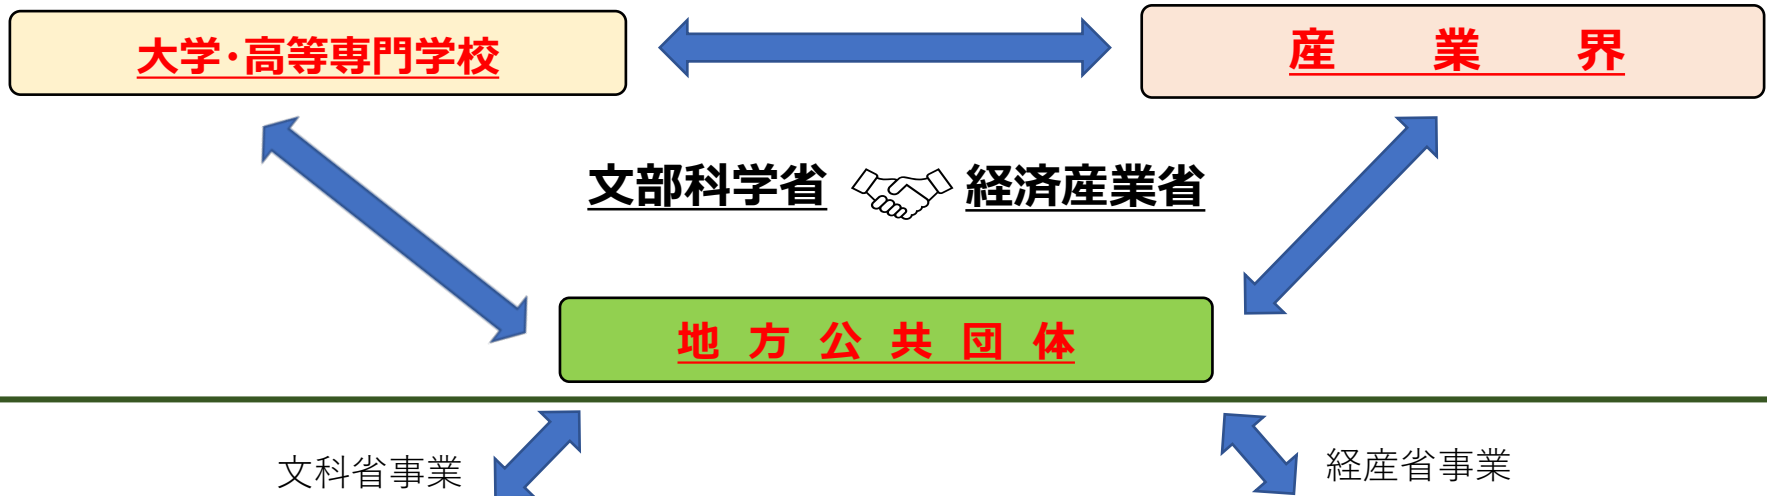 大学・高等専門学校
産業界
文部科学省 経済産業省
地方公共団体
文科省事業
経産省事業